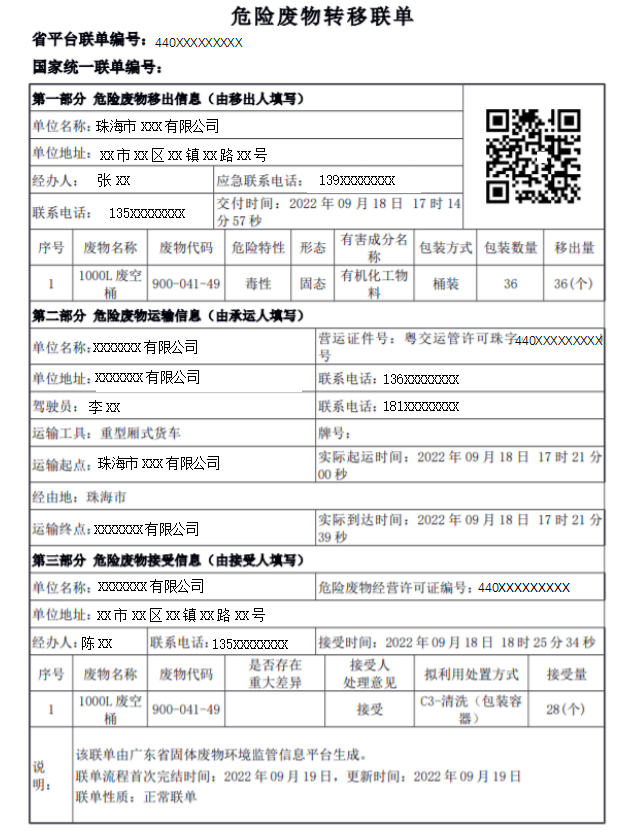 危险废物转移联单
省平台联单编号：440XXXXXXXXX
国家统一联单编号：
第一部分 危险废物移出信息（由移出人填写）
单位名称：珠海市 XXX 有限公司
单位地址：XX 市 XX 区 XX 镇 XX 路 XX 号
经办人： 张 XX 应急联系电话： 139XXXXXXXX
联系电话： 135XXXXXXXX 交付时间：2022 年 09 月 18 日 17 时 14
分 57 秒
序号 废物名称 废物代码 危险特性 形态 有害成分名称 包装方式 包装数量 移出量
1 1000L 废空桶 900-041-49 毒性 固态 有机化工物料 桶装 36 36(个)
第二部分 危险废物运输信息（由承运人填写）
单位名称：XXXXXXX 有限公司 营运证件号：粤交运管许可珠字440XXXXXXXXX
号
单位地址：XXXXXXX 有限公司 联系电话：136XXXXXXXX
驾驶员： 李 XX 联系电话：181XXXXXXXX
运输工具：重型厢式货车 牌号：
运输起点：珠海市 XXX 有限公司 实际起运时间：2022 年 09 月 18 日 17 时 21 分
00 秒
经由地：珠海市
运输终点：XXXXXXX 有限公司 实际到达时间：2022 年 09 月 18 日 17 时 21 分
39 秒
第三部分 危险废物接受信息（由接受人填写）
单位名称：XXXXXXX 有限公司 危险废物经营许可证编号：440XXXXXXXXX
单位地址：XX 市 XX 区 XX 镇 XX 路 XX 号
经办人：陈 XX 联系电话：135XXXXXXXX 接受时间：2022 年 09 月 18 日 18 时 25 分 34 秒
序号 废物名称 废物代码 是否存在重大差异 接受人处理意见 拟利用处置方式 接受量
1 1000L 废空桶 900-041-49 接受 C3-清洗（包装容器） 28(个)
说明： 该联单由广东省固体废物环境监管信息平台生成。
联单流程首次完结时间：2022 年 09 月 19 日，更新时间：2022 年 09 月 19 日
联单性质：正常联单